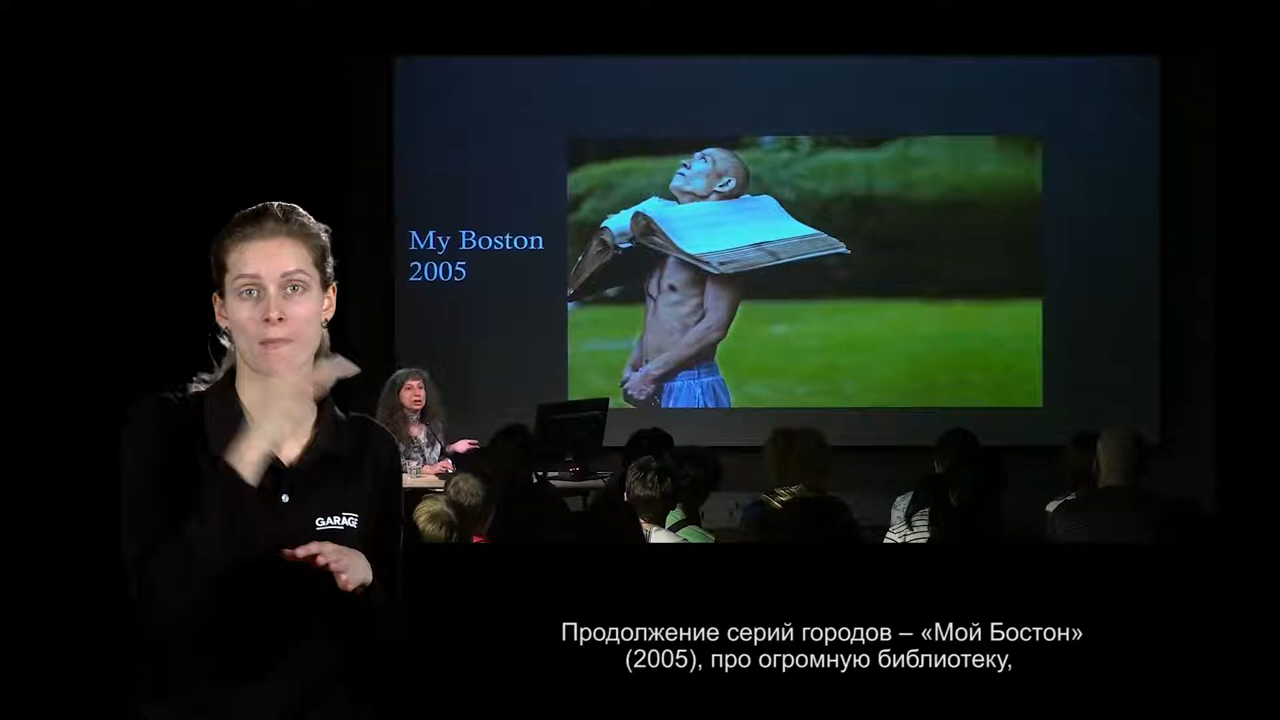 My Boston
2005
GARAGE
Продолжение серий городов – «Мой Бостон»
(2005), про огромную библиотеку,